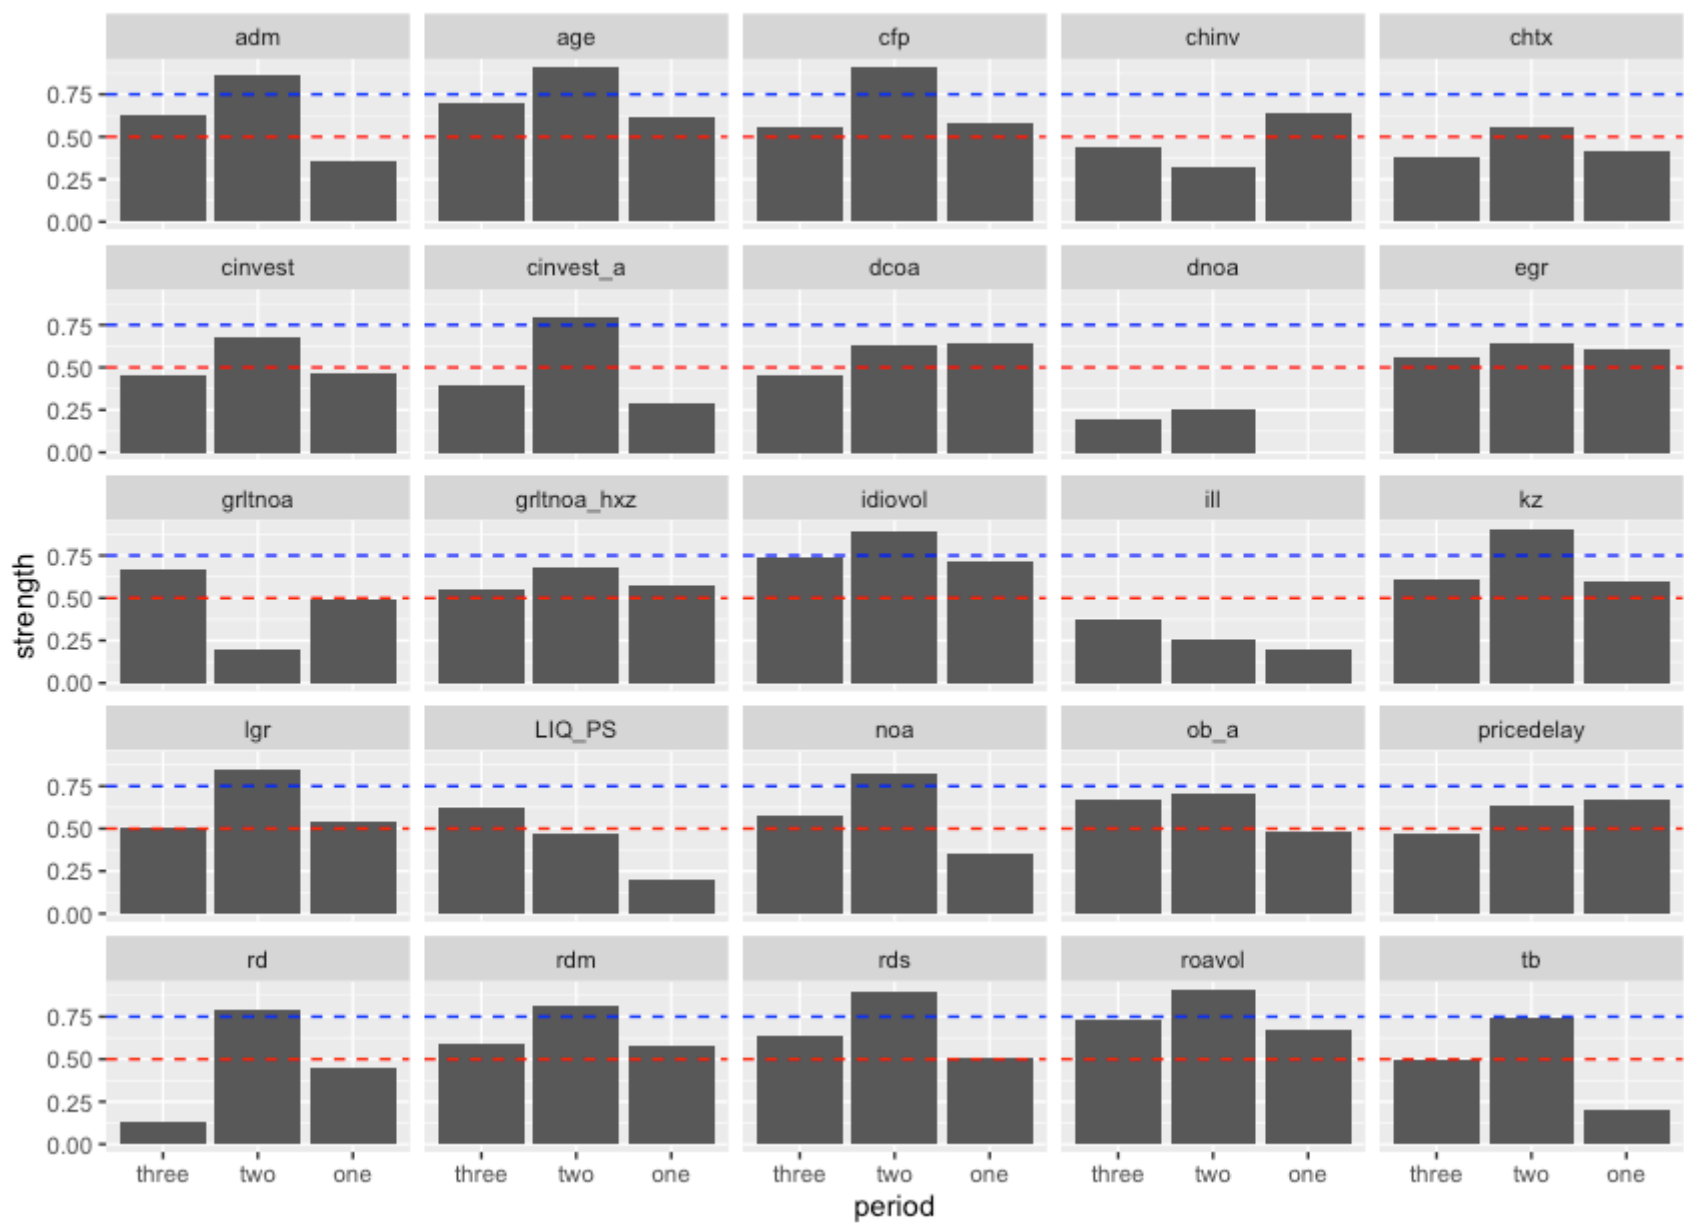 adm age cfp chinv chtx
0.75
0.50
0.25
0.00
cinvest cinvest_a dcoa dnoa egr
0.75
0.50
0.25
0.00
grltnoa grltnoa_hxz idiovol ill kz
0.75
0.50
0.25
0.00
strength
lgr LIQ_PS noa ob_a pricedelay
0.75
0.50
0.25
0.00
rd rdm rds roavol tb
0.75
0.50
0.25
0.00
three two one three two one three two one three two one three two one
period